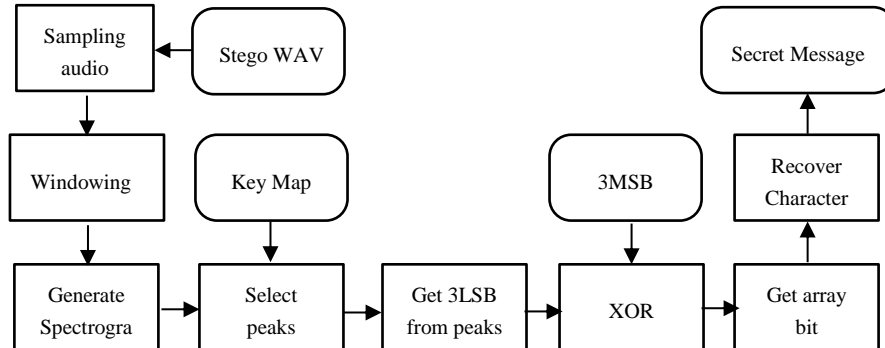 Sampling
audio
Stego WAV
Secret Message
Windowing
Key Map
3MSB
Recover
Character
Generate
Spectrogra
Select
peaks
Get 3LSB
from peaks
XOR
Get array
bit